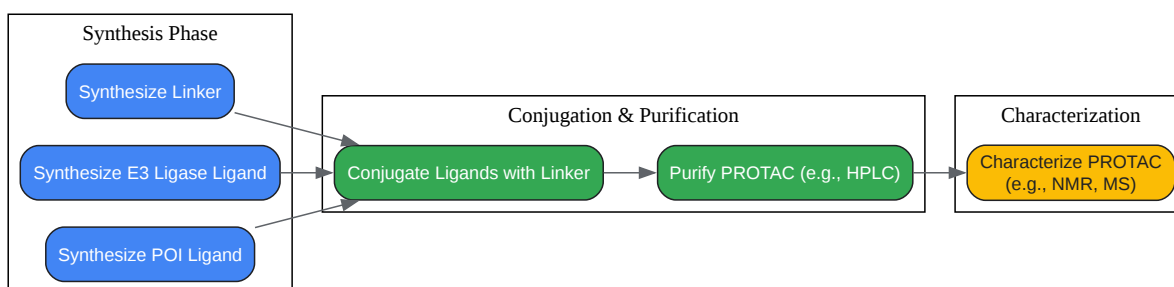 Synthesis Phase
Synthesize Linker
Synthesize E3 Ligase Ligand
Synthesize POI Ligand
Conjugation & Purification
Conjugate Ligands with Linker
Purify PROTAC (e.g., HPLC)
Characterization
Characterize PROTAC
(e.g., NMR, MS)